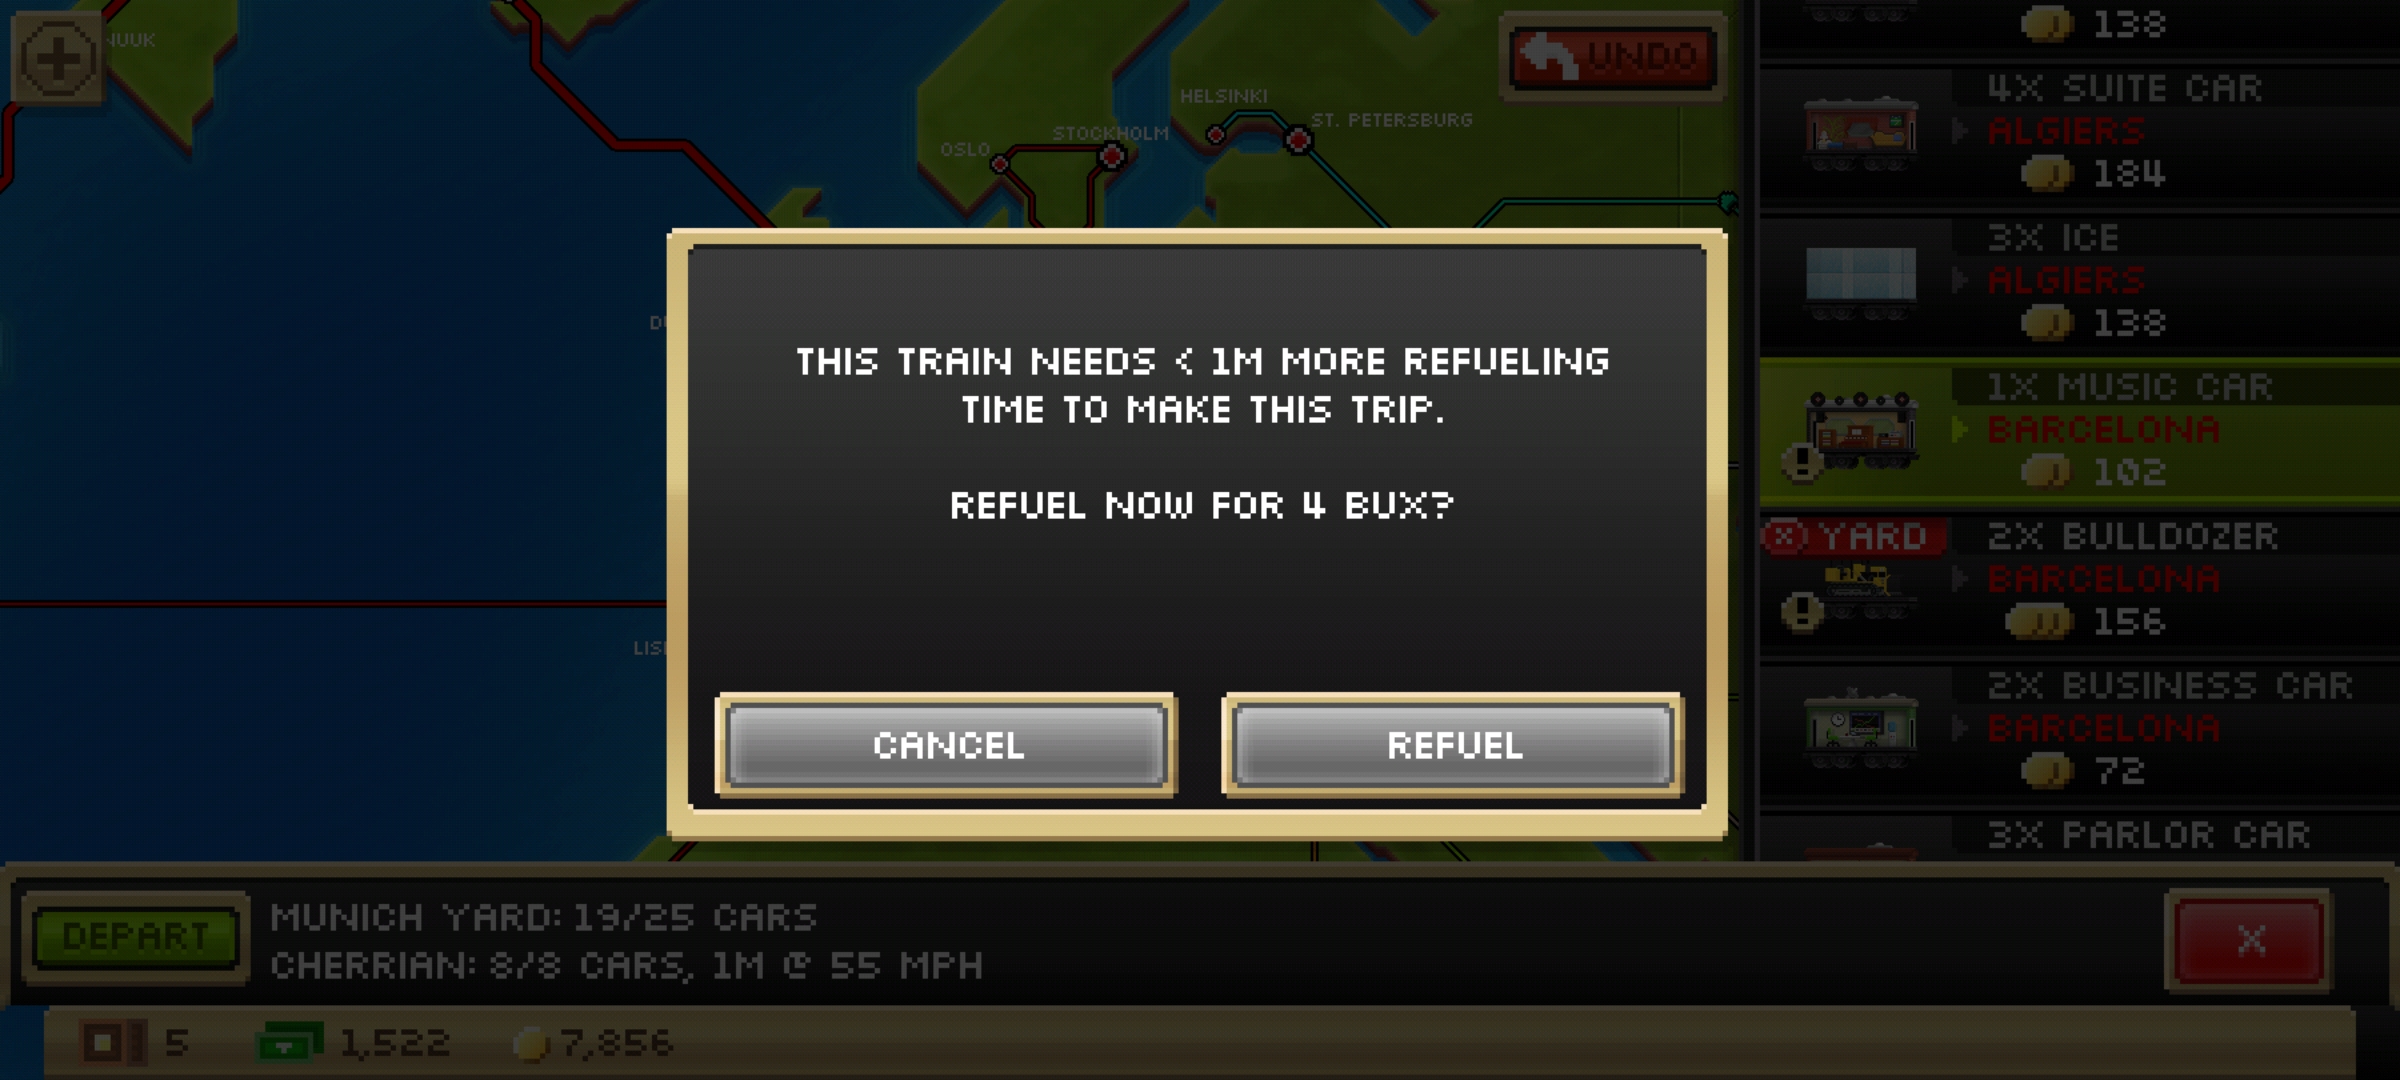 NUUK
UNDO
HELSINKI
ST. PETERSBURG
STOCKHOLM
OSLO
138
4X SUITE CAR
ALGIERS
184
3X ICE
ALGIERS
138
1X MUSIC CAR
BARCELONA
102
YARD
2X BULLDOZER
BARCELONA
156
2X BUSINESS CAR
BARCELONA
72
3X PARLOR CAR
THIS TRAIN NEEDS < 1M MORE REFUELING
TIME TO MAKE THIS TRIP.
REFUEL NOW FOR 4 BUX?
CANCEL
REFUEL
DEPART
MUNICH YARD: 19/25 CARS
CHERRIAN: 8/8 CARS, 1M @ 55 MPH
X
5
1,522
7,856